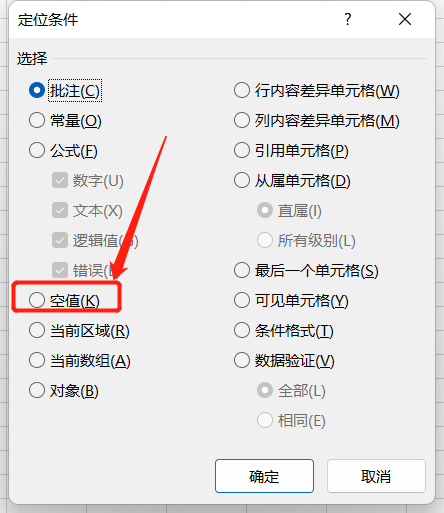 定位条件
选择
批注(C)
常量(O)
公式(F)
数字(U)
文本(X)
逻辑值(G)
错误(E
空值(K)
当前区域(R)
当前数组(A)
对象(B)
行内容差异单元格(W)
列内容差异单元格(M)
引用单元格(P)
从属单元格(D)
直属(I)
所有级别(L)
最后一个单元格(S)
可见单元格(Y)
条件格式(T)
数据验证(V)
全部(L)
相同(E)
确定
取消